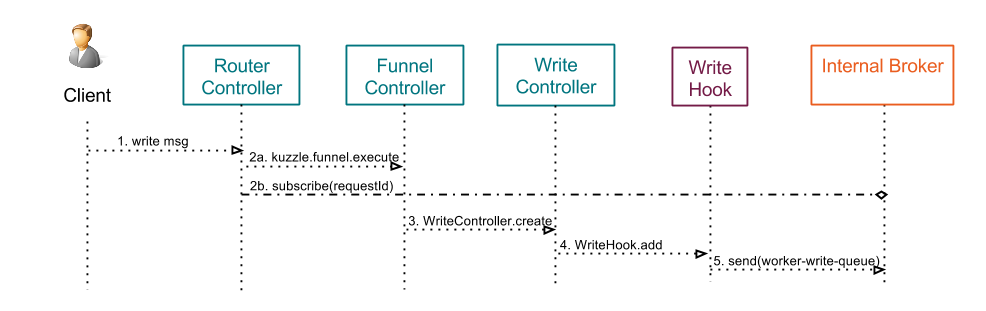 Client
Router
Controller
Funnel
Controller
Write
Controller
Write
Hook
Internal Broker
1. write msg
2a. kuzzle.funnel.execute
2b. subscribe(requestId)
3. WriteController.create
4. WriteHook.add
5. send(worker-write-queue)